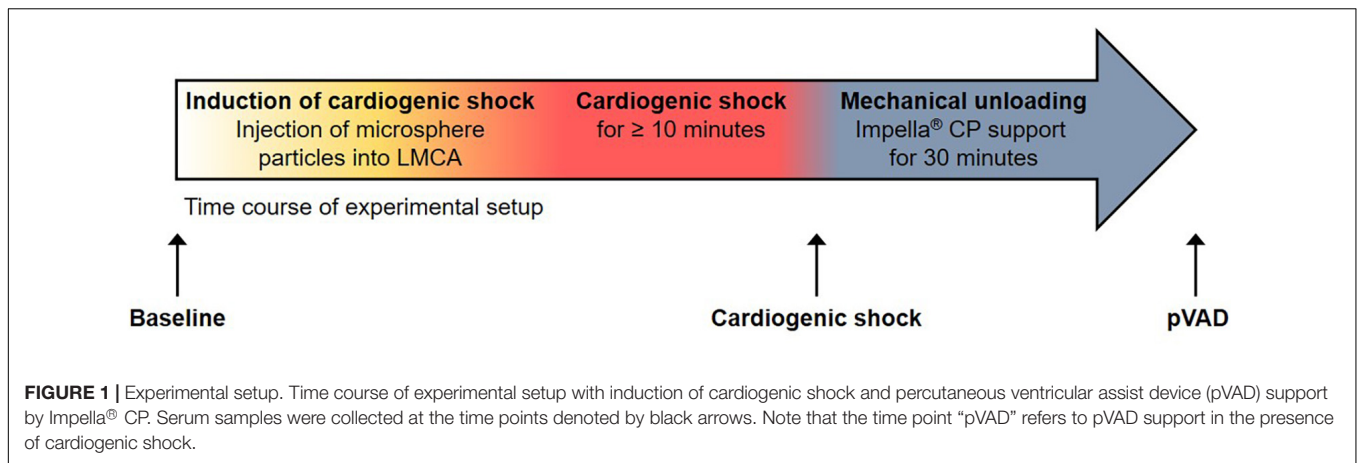 Induction of cardiogenic shock
Injection of microsphere
particles into LMCA
Cardiogenic shock
for ≥ 10 minutes
Mechanical unloading
Impella® CP support
for 30 minutes
Time course of experimental setup
Baseline
Cardiogenic shock
pVAD
FIGURE 1 | Experimental setup. Time course of experimental setup with induction of cardiogenic shock and percutaneous ventricular assist device (pVAD) support
by Impella® CP. Serum samples were collected at the time points denoted by black arrows. Note that the time point “pVAD” refers to pVAD support in the presence
of cardiogenic shock.